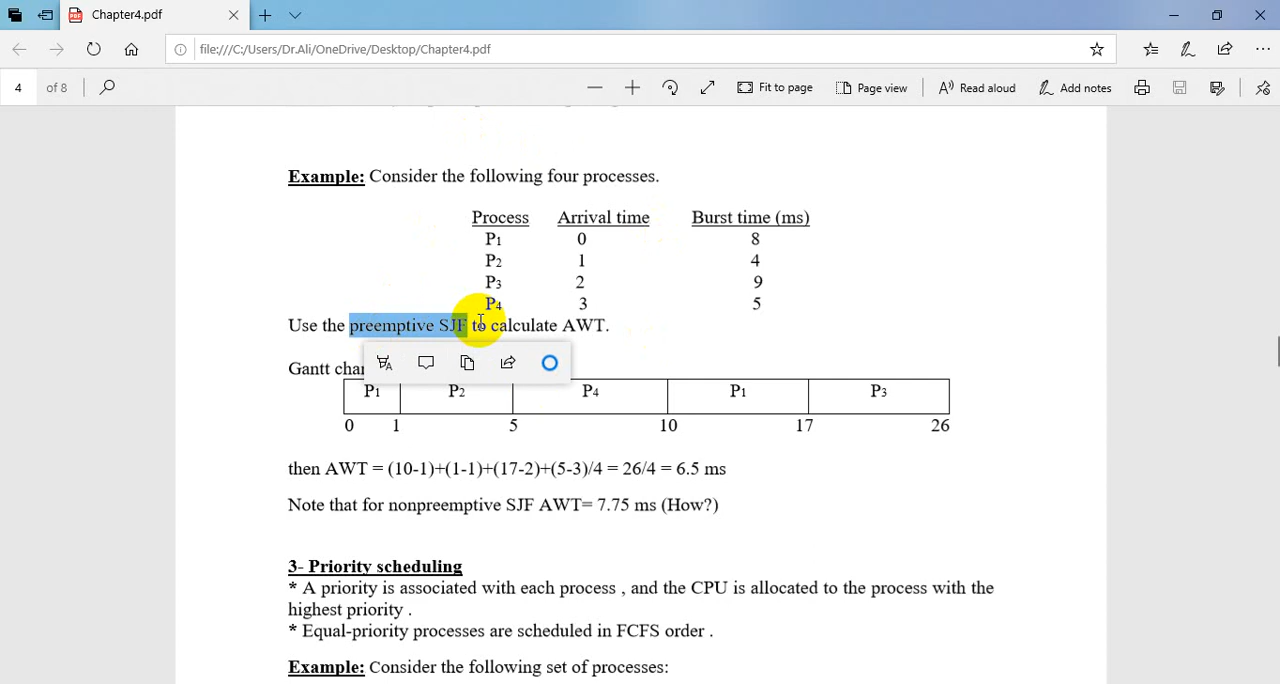 Chapter4.pdf
file:///C:/Users/Dr.Ali/OneDrive/Desktop/Chapter4.pdf
4 of 8 Fit to page Page view Read aloud Add notes
Example: Consider the following four processes.
Process Arrival time Burst time (ms)
P1 0 8
P2 1 4
P3 2 9
P4 3 5
Use the preemptive SJF to calculate AWT.
Gantt char
P1 P2 P4 P1 P3
0 1 5 10 17 26
then AWT = (10-1)+(1-1)+(17-2)+(5-3)/4 = 26/4 = 6.5 ms
Note that for nonpreemptive SJF AWT= 7.75 ms (How?)
3- Priority scheduling
* A priority is associated with each process , and the CPU is allocated to the process with the
highest priority .
* Equal-priority processes are scheduled in FCFS order .
Example: Consider the following set of processes: